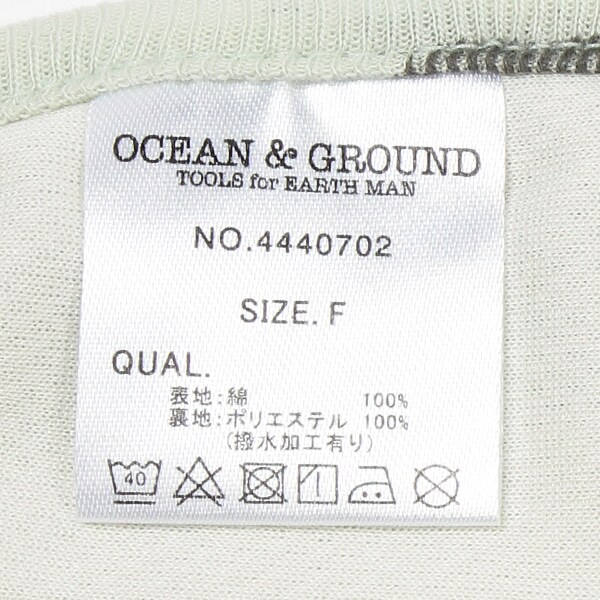 OCEAN & GROUND
TOOLS for EARTH MAN
NO.4440702
SIZE. F
QUAL.
表地:綿 100%
裏地:ポリエステル 100%
(撥水加工有り)
40